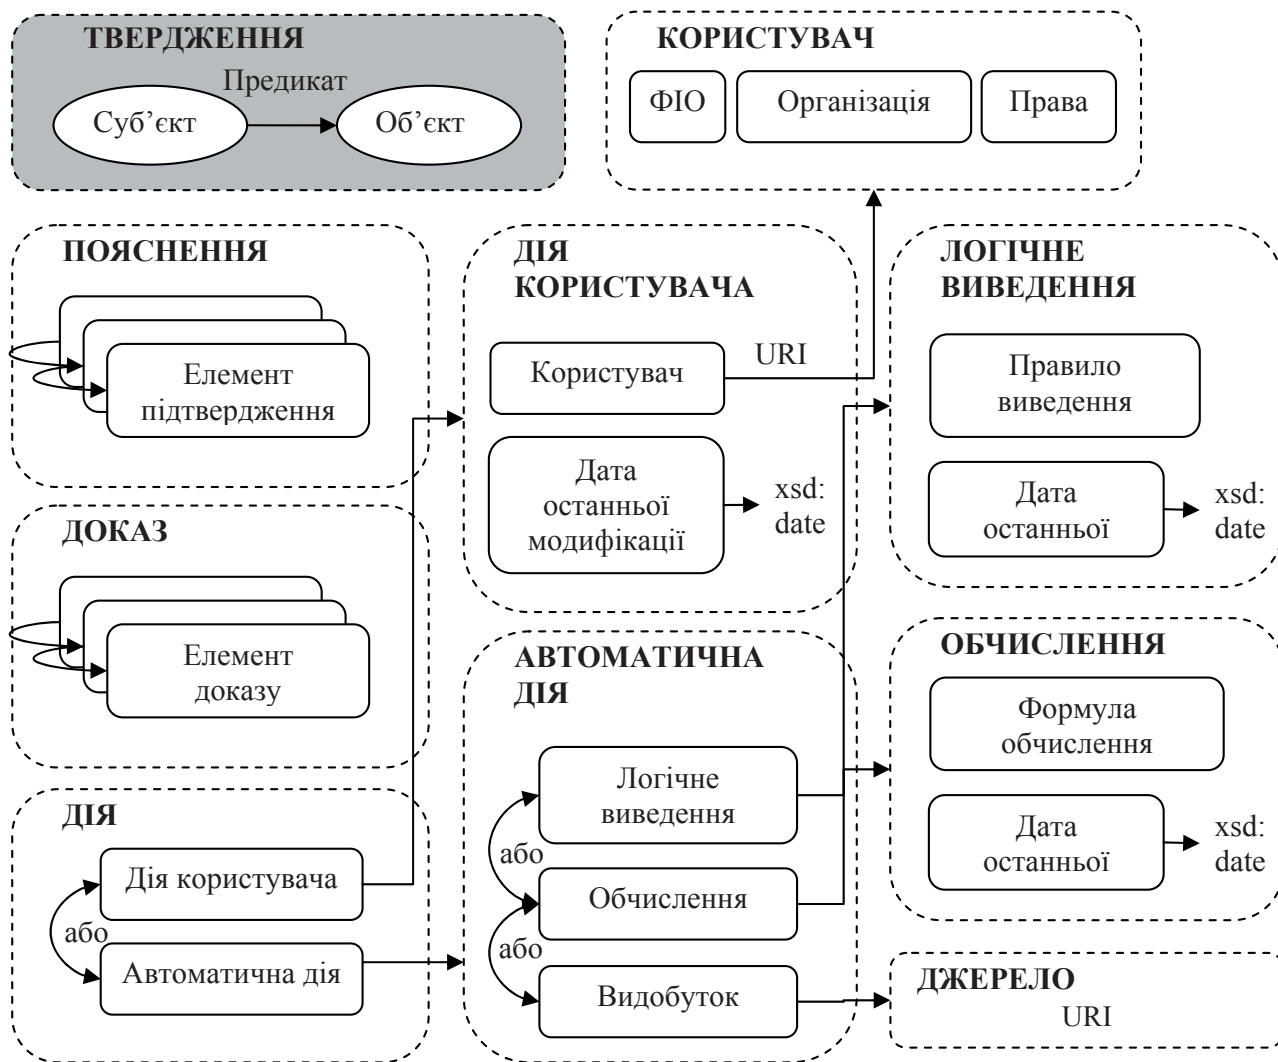 ТВЕРДЖЕННЯ
Предикат
Суб’єкт
Об’єкт
КОРИСТУВАЧ
ФІО
Організація
Права
ПОЯСНЕННЯ
Елемент
підтвердження
ДІЯ
КОРИСТУВАЧА
Користувач
URI
Дата
останньої
модифікації
xsd:
date
ЛОГІЧНЕ
ВИВЕДЕННЯ
Правило
виведення
Дата
останньої
xsd:
date
ДОКАЗ
Елемент
доказу
АВТОМАТИЧНА
ДІЯ
Логічне
виведення
або
Обчислення
або
Видобуток
ОБЧИСЛЕННЯ
Формула
обчислення
Дата
останньої
xsd:
date
ДІЯ
Дія користувача
або
Автоматична дія
ДЖЕРЕЛО
URI